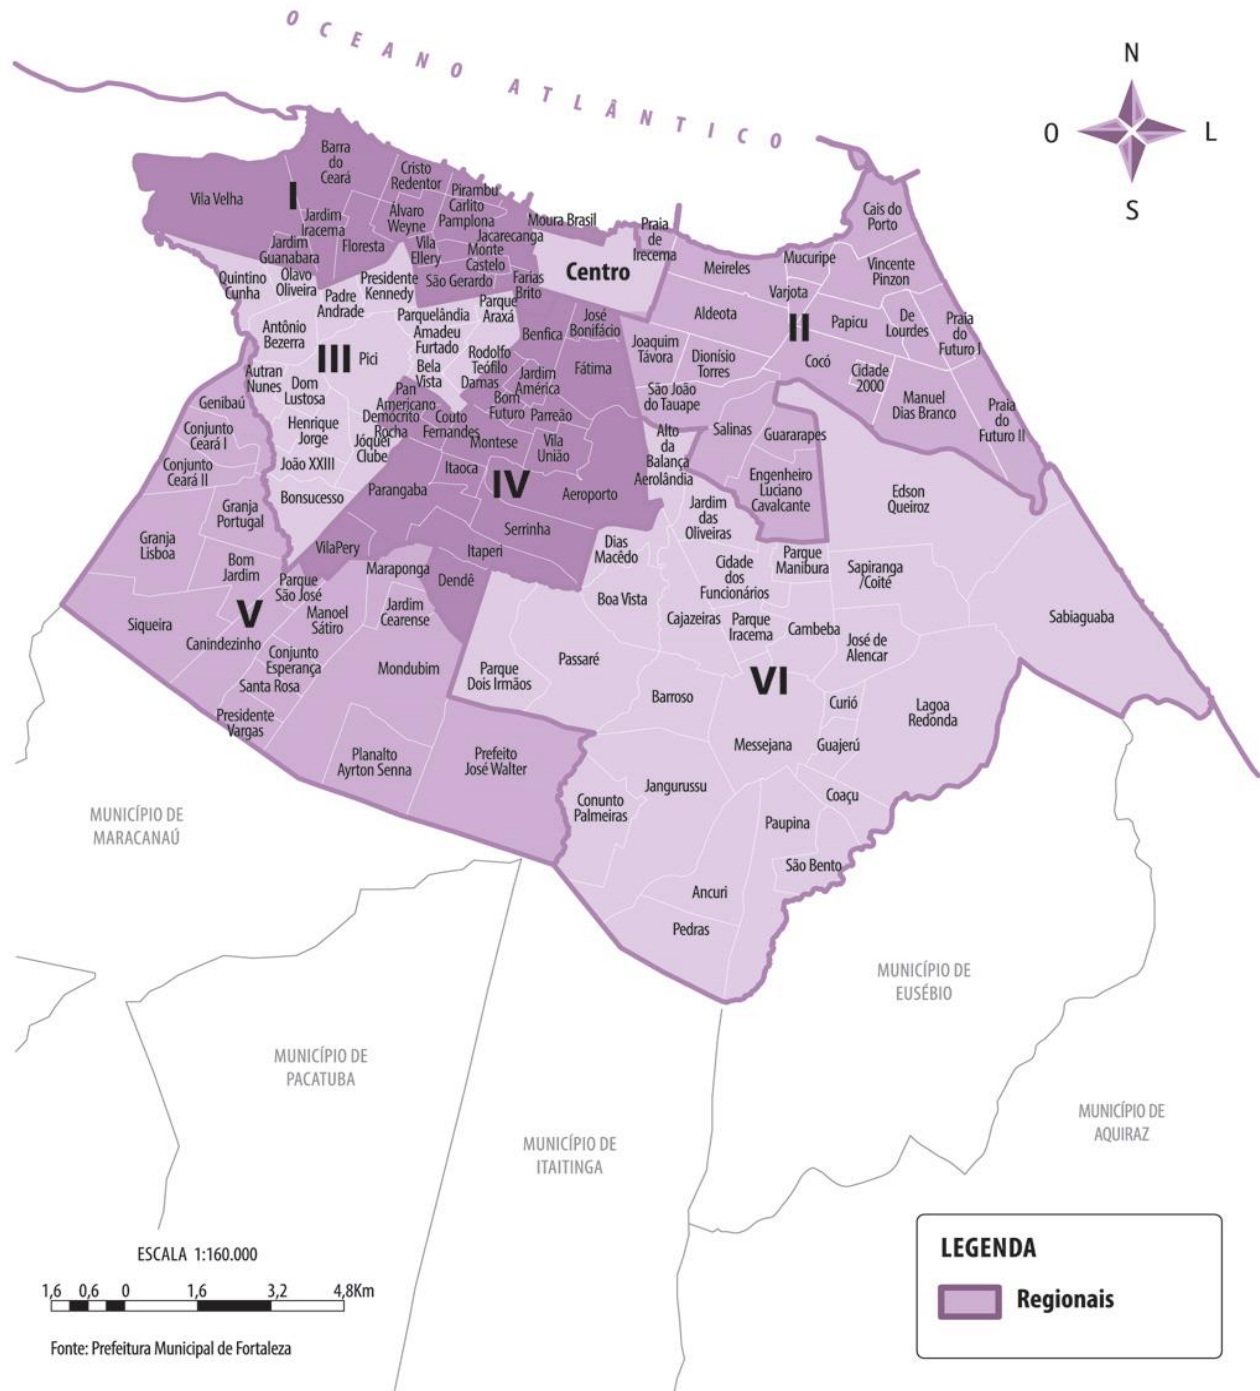 OCEANO ATLÂNTICO
N
O
L
S
Barra
do
Ceará
Vila Velha
I
Cristo
Redentor
Pirambu
Carlito
Pamplona
Álvaro
Weyne
Jardim
Iracema
Floresta
Jardim
Guanabara
Vila
Ellery
Jacarecanga
Monte
Castelo
São Gerardo
Farias
Brito
Moura Brasil
Praia
de
Irecema
Centro
Cais do
Porto
Meireles
Mucuripe
Vincente
Pinzon
Varjota
Aldeota
II
Papicu
De
Lourdes
Praia
do
Futuro I
Cocó
Cidade
2000
Manuel
Dias Branco
Praia
do
Futuro II
Joaquim
Távora
Dionísio
Torres
São João
do Tauape
Salinas
Guararapes
Engenheiro
Luciano
Cavalcante
Quintino
Cunha
Olavo
Oliveira
Padre
Andrade
Presidente
Kennedy
Parque
Araxá
Parquelândia
Amadeu
Furtado
Antônio
Bezerra
III
Pici
Bela
Vista
Rodolfo
Teófilo
Autran
Nunes
Dom
Lustosa
Henrique
Jorge
Jóquei
Clube
João XXIII
Bonsucesso
Benfica
José
Bonifácio
Fátima
Damas
Jardim
América
Bom
Futuro
Parreão
Pan
Americano
Demócrito
Rocha
Couto
Fernandes
Montese
Vila
União
Itaoca
Parangaba
IV
Aeroporto
Serrinha
VilaPery
Itaperi
Dendê
Genibaú
Conjunto
Ceará I
Conjunto
Ceará II
Granja
Portugal
Granja
Lisboa
Bom
Jardim
Parque
São José
Maraponga
V
Manoel
Sátiro
Jardim
Cearense
Siqueira
Canindezinho
Conjunto
Esperança
Santa Rosa
Mondubim
Presidente
Vargas
Planalto
Ayrton Senna
Prefeito
José Walter
Alto
da
Balança
Aerolândia
Jardim
das
Oliveiras
Edson
Queiroz
Dias
Macêdo
Cidade
dos
Funcionários
Parque
Manibura
Sapiranga
/Coité
Boa Vista
Cajazeiras
Parque
Iracema
Cambeba
José de
Alencar
Sabiaguaba
Passaré
Parque
Dois Irmãos
VI
Barroso
Curió
Lagoa
Redonda
Messejana
Guajerú
Jangurussu
Conunto
Palmeiras
Coaçu
Paupina
São Bento
Ancuri
Pedras
MUNICÍPIO DE
MARACANAÚ
MUNICÍPIO DE
EUSÉBIO
MUNICÍPIO DE
PACATUBA
MUNICÍPIO DE
ITAITINGA
MUNICÍPIO DE
AQUIRAZ
ESCALA 1:160.000
1,6 0,6 0 1,6 3,2 4,8Km
Fonte: Prefeitura Municipal de Fortaleza
LEGENDA
Regionais